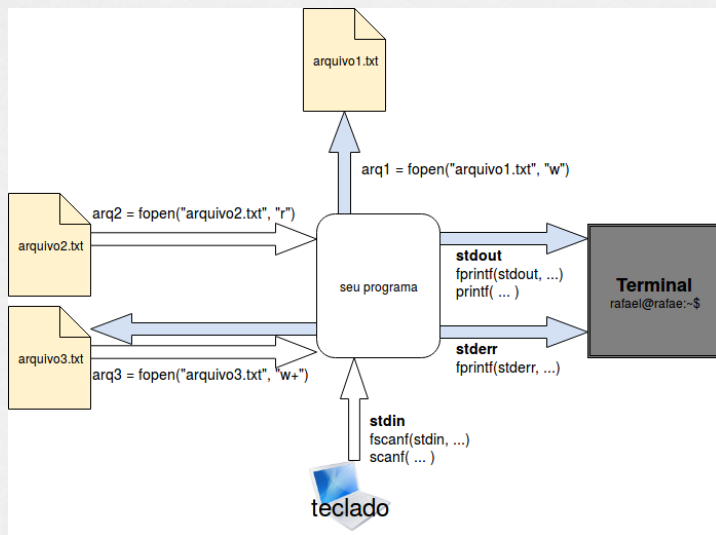 arquivo1.txt
arq1 = fopen("arquivo1.txt", "w")
arq2 = fopen("arquivo2.txt", "r")
arquivo2.txt
seu programa
stdout
fprintf(stdout, ...)
printf( ... )
Terminal
rafael@rafae:~$
stderr
fprintf(stderr, ...)
arquivo3.txt
arq3 = fopen("arquivo3.txt", "w+")
stdin
fscanf(stdin, ...)
scanf( ... )
teclado